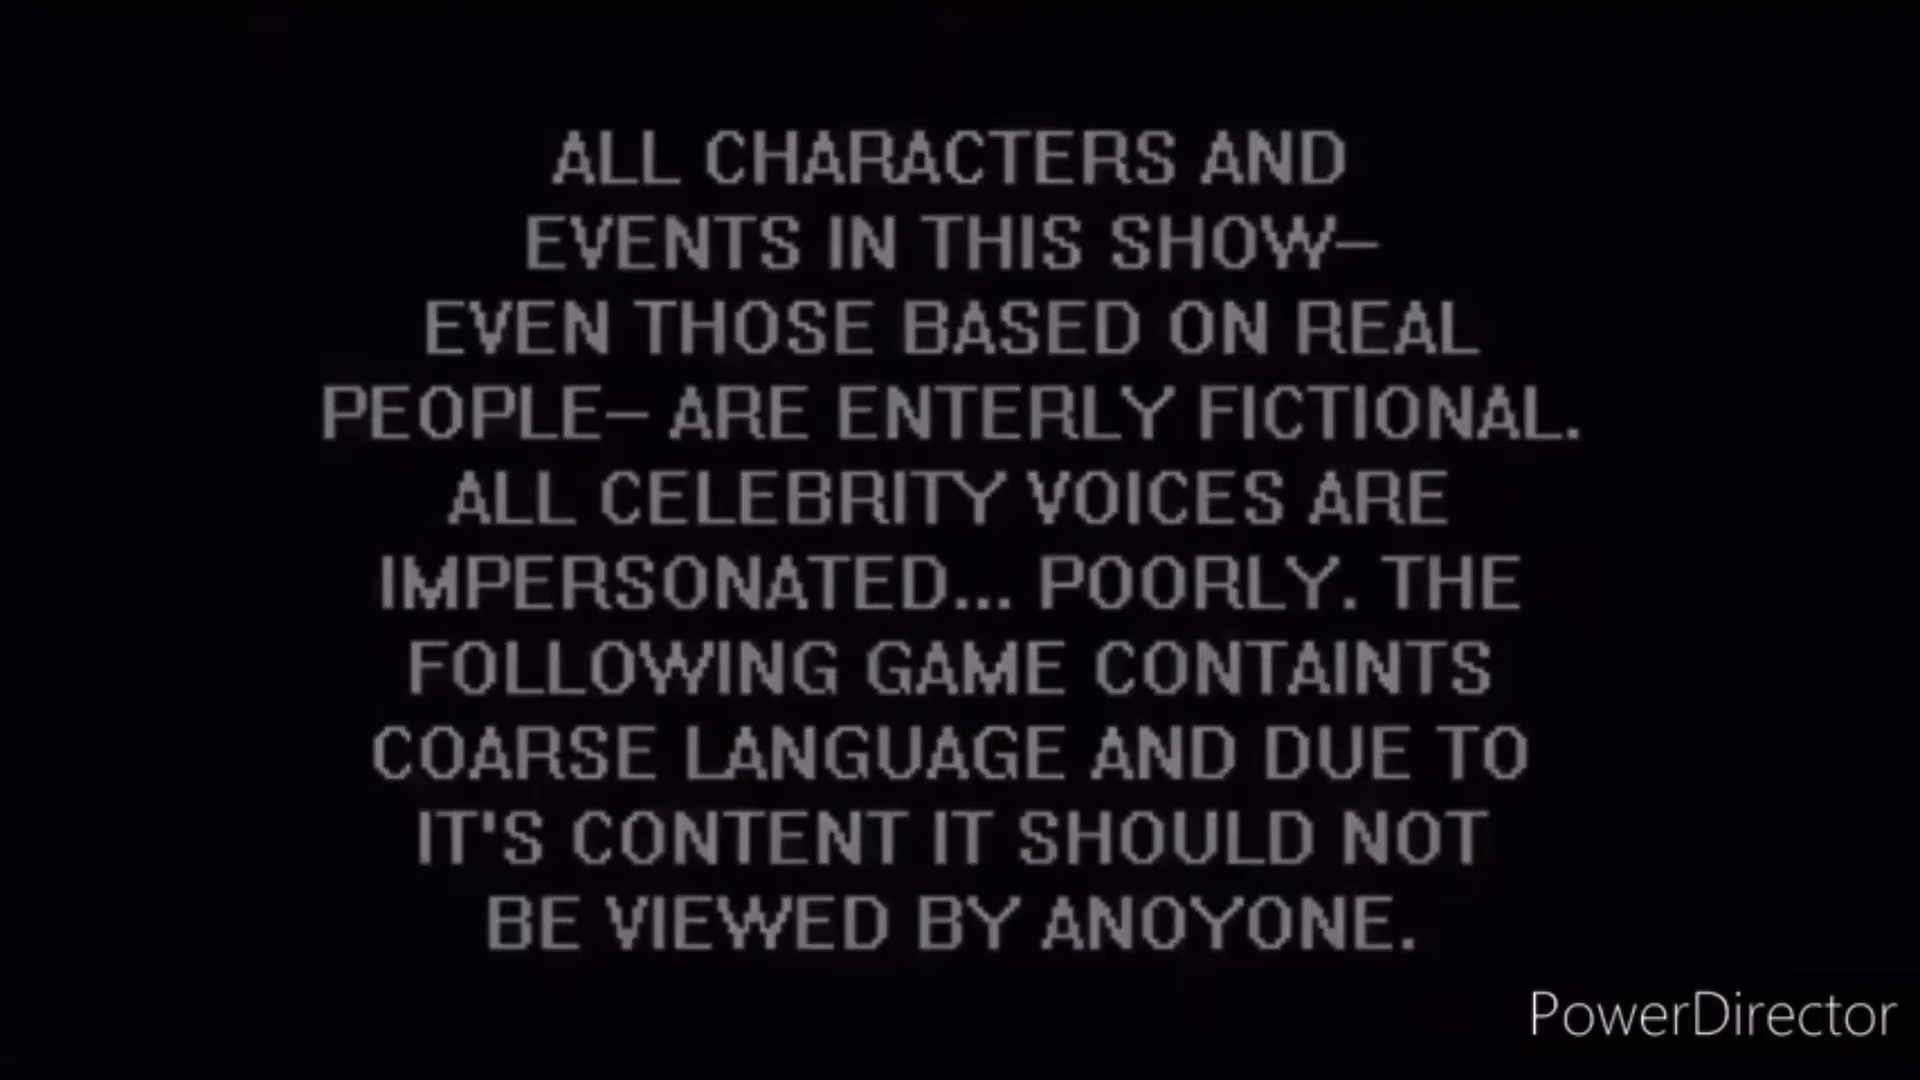 ALL CHARACTERS AND
EVENTS IN THIS SHOW—
EVEN THOSE BASED ON REAL
PEOPLE— ARE ENTERLY FICTIONAL.
ALL CELEBRITY VOICES ARE
IMPERSONATED... POORLY. THE
FOLLOWING GAME CONTAINTS
COARSE LANGUAGE AND DUE TO
IT'S CONTENT IT SHOULD NOT
BE VIEWED BY ANOYONE.
PowerDirector